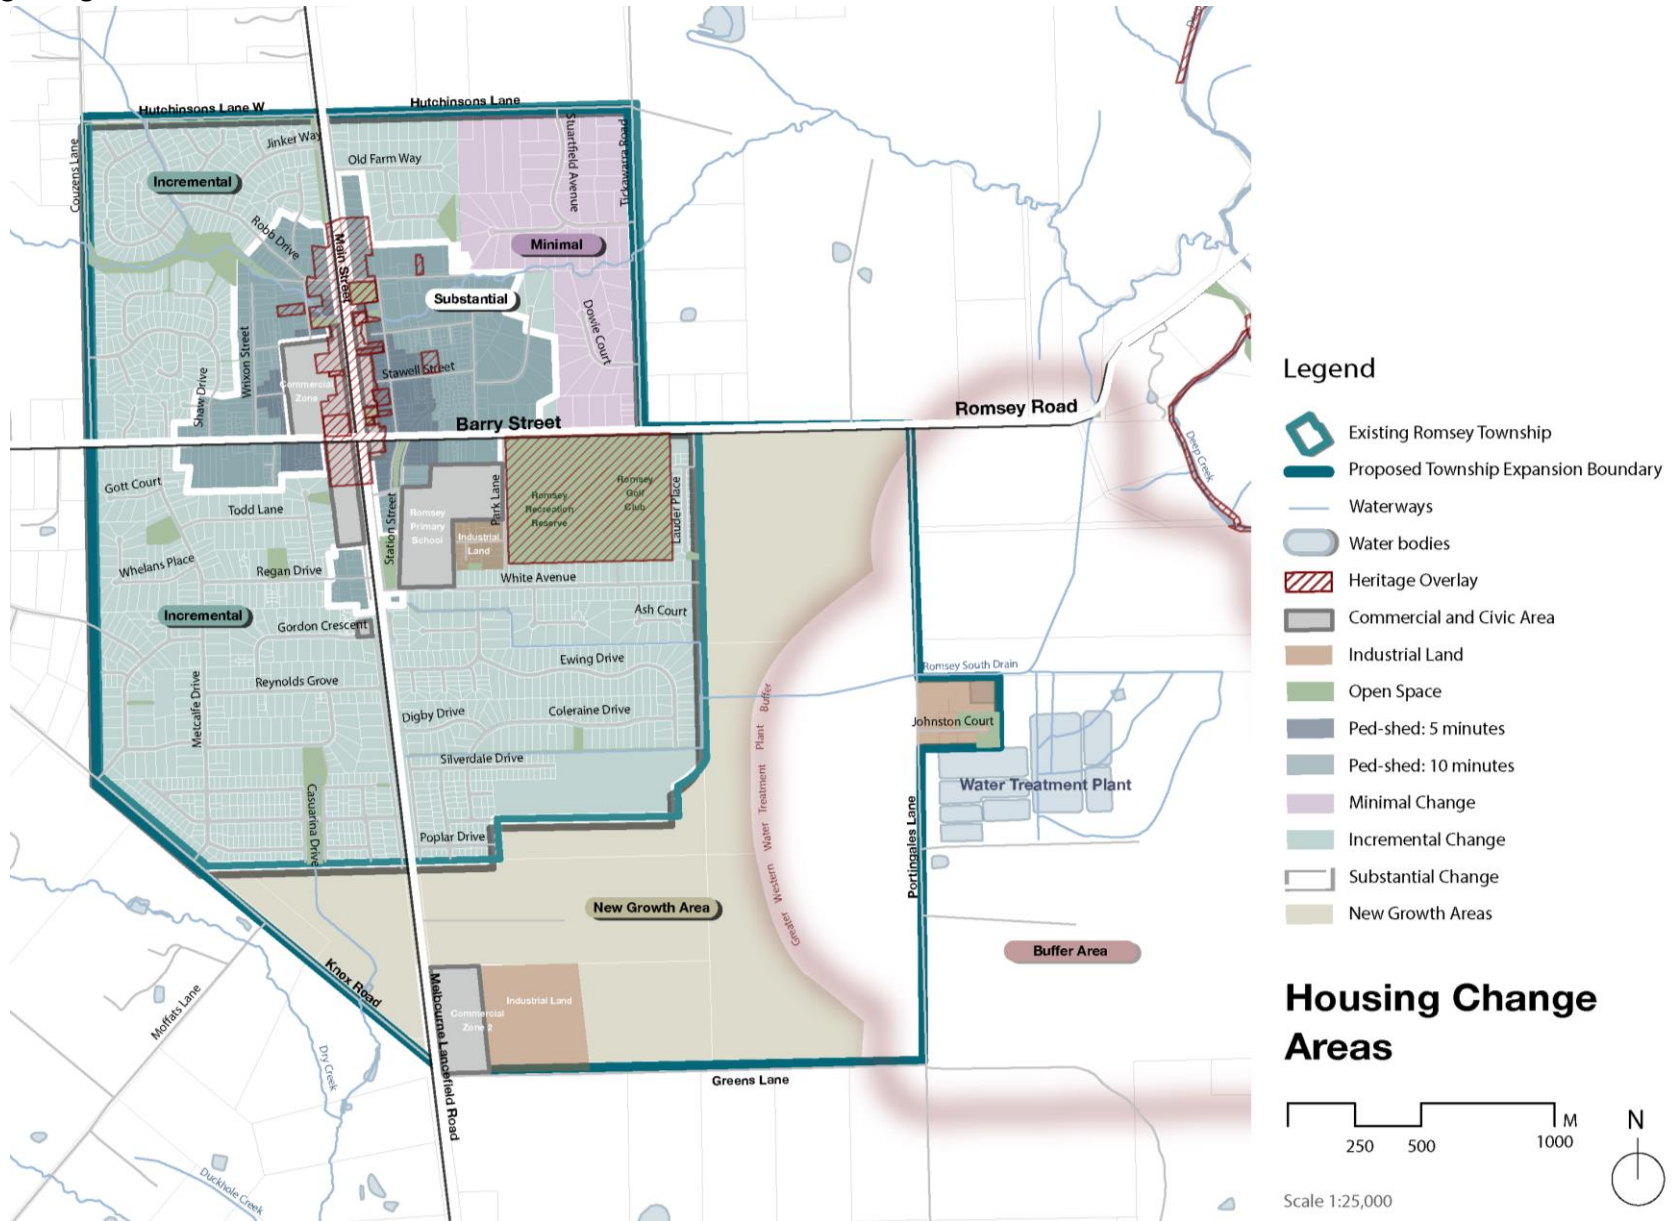 Hutchinsons Lane W
Hutchinsons Lane
Couzens Lane
Jinker Way
Old Farm Way
Stuartfield Avenue
Tickawarra Road
Incremental
Robb Drive
Main Street
Minimal
Substantial
Dowie Court
Wrixon Street
Shaw Drive
Commercial
Zone
Stawell Street
Barry Street
Romsey Road
Deep Creek
Gott Court
Todd Lane
Station Street
Romsey
Primary
School
Park Lane
Industrial
Land
Romsey
Recreation
Reserve
Romsey
Golf
Club
Lauder Place
Whelans Place
Regan Drive
White Avenue
Incremental
Gordon Crescent
Ash Court
Metcalfe Drive
Reynolds Grove
Ewing Drive
Digby Drive
Coleraine Drive
Silverdale Drive
Casuarina Drive
Poplar Drive
Greater Western Water Treatment Plant Buffer
Romsey South Drain
Johnston Court
Water Treatment Plant
Portingales Lane
New Growth Area
Buffer Area
Knox Road
Moffats Lane
Melbourne Lancefield Road
Commercial
Zone 2
Industrial Land
Greens Lane
Dry Creek
Duckhole Creek
Legend
Existing Romsey Township
Proposed Township Expansion Boundary
Waterways
Water bodies
Heritage Overlay
Commercial and Civic Area
Industrial Land
Open Space
Ped-shed: 5 minutes
Ped-shed: 10 minutes
Minimal Change
Incremental Change
Substantial Change
New Growth Areas
Housing Change
Areas
M
250
500
1000
N
Scale 1:25,000